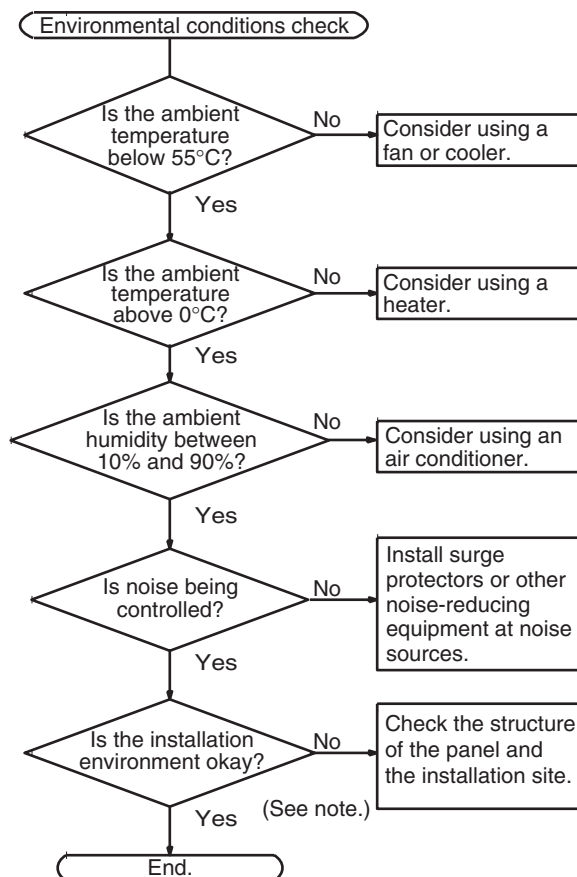 Environmental conditions check
Is the ambient
temperature
below 55°C?
No
Consider using a
fan or cooler.
Yes
Is the ambient
temperature
above 0°C?
No
Consider using a
heater.
Yes
Is the ambient
humidity between
10% and 90%?
No
Consider using an
air conditioner.
Yes
Is noise being
controlled?
No
Install surge
protectors or other
noise-reducing
equipment at noise
sources.
Yes
Is the installation
environment okay?
No
Check the structure
of the panel and
the installation site.
(See note.)
Yes
End.